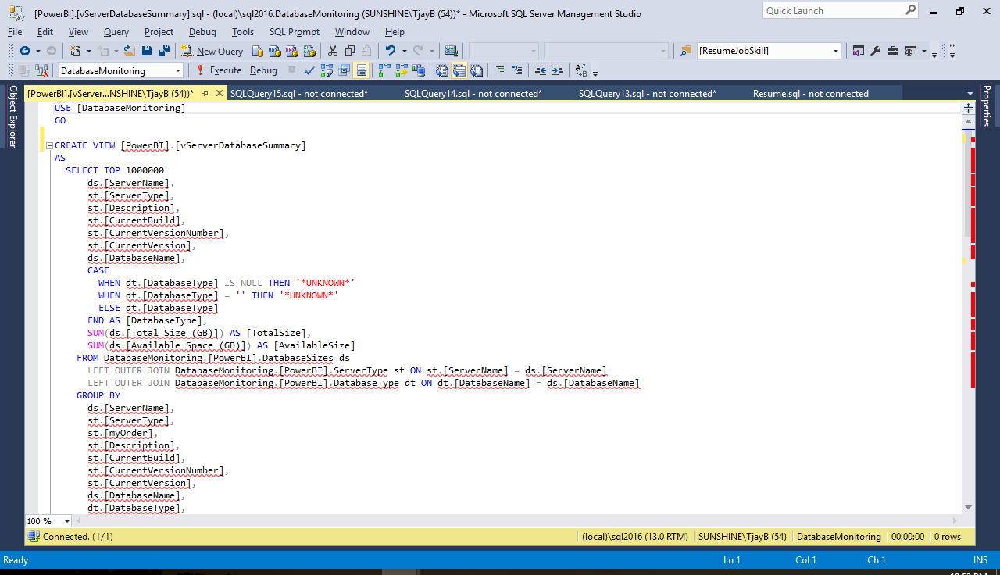 [PowerBI].[vServerDatabaseSummary].sql - (local)\sql2016.DatabaseMonitoring (SUNSHINE\TjayB (54))* - Microsoft SQL Server Management Studio
Quick Launch
File Edit View Query Project Debug Tools SQL Prompt Window Help
New Query
[ResumeJobSkill]
DatabaseMonitoring
Execute Debug
Object Explorer
[PowerBI].[vServer...NSHINE\TjayB (54))* SQLQuery15.sql - not connected* SQLQuery14.sql - not connected* SQLQuery13.sql - not connected* Resume.sql - not connected
Properties
USE [DatabaseMonitoring]
GO
CREATE VIEW [PowerBI].[vServerDatabaseSummary]
AS
SELECT TOP 1000000
ds.[ServerName],
st.[ServerType],
st.[Description],
st.[CurrentBuild],
st.[CurrentVersionNumber],
st.[CurrentVersion],
ds.[DatabaseName],
CASE
WHEN dt.[DatabaseType] IS NULL THEN '*UNKNOWN*'
WHEN dt.[DatabaseType] = '' THEN '*UNKNOWN*'
ELSE dt.[DatabaseType]
END AS [DatabaseType],
SUM(ds.[Total Size (GB)]) AS [TotalSize],
SUM(ds.[Available Space (GB)]) AS [AvailableSize]
FROM DatabaseMonitoring.[PowerBI].DatabaseSizes ds
LEFT OUTER JOIN DatabaseMonitoring.[PowerBI].ServerType st ON st.[ServerName] = ds.[ServerName]
LEFT OUTER JOIN DatabaseMonitoring.[PowerBI].DatabaseType dt ON dt.[DatabaseName] = ds.[DatabaseName]
GROUP BY
ds.[ServerName],
st.[ServerType],
st.[myOrder],
st.[Description],
st.[CurrentBuild],
st.[CurrentVersionNumber],
st.[CurrentVersion],
ds.[DatabaseName],
dt.[DatabaseType],
100 %
Connected. (1/1) (local)\sql2016 (13.0 RTM) SUNSHINE\TjayB (54) DatabaseMonitoring 00:00:00 0 rows
Ready Ln 1 Col 1 Ch 1 INS